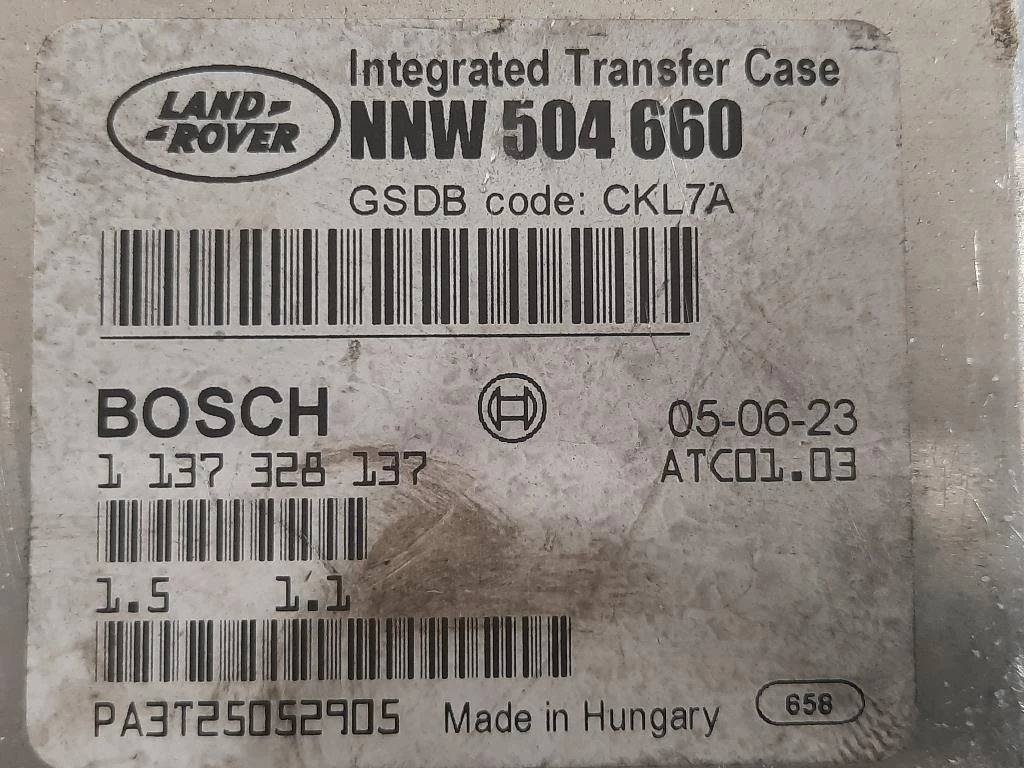 LAND
ROVER
Integrated Transfer Case
NNW 504 660
GSDB code: CKL7A
BOSCH
05-06-23
1 137 328 137
ATC01.03
1.5 1.1
PA3T25052905
Made in Hungary
658